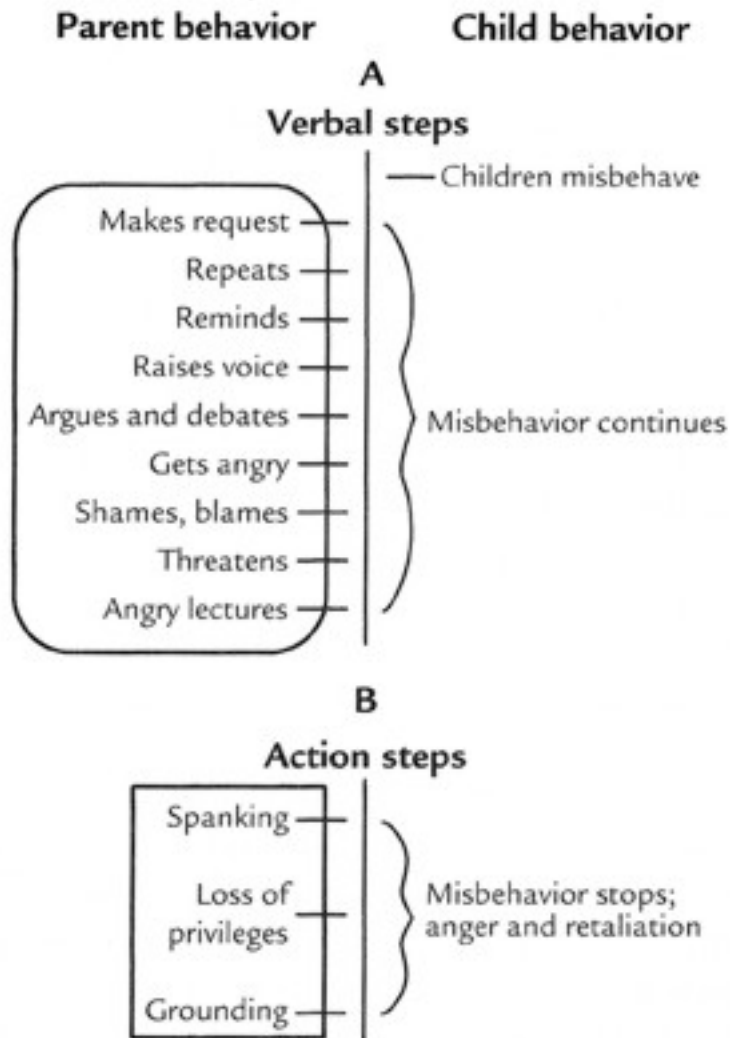 Parent behavior Child behavior
A
Verbal steps
Children misbehave
Makes request
Repeats
Reminds
Raises voice
Argues and debates
Misbehavior continues
Gets angry
Shames, blames
Threatens
Angry lectures
B
Action steps
Spanking
Loss of
privileges
Misbehavior stops;
anger and retaliation
Grounding